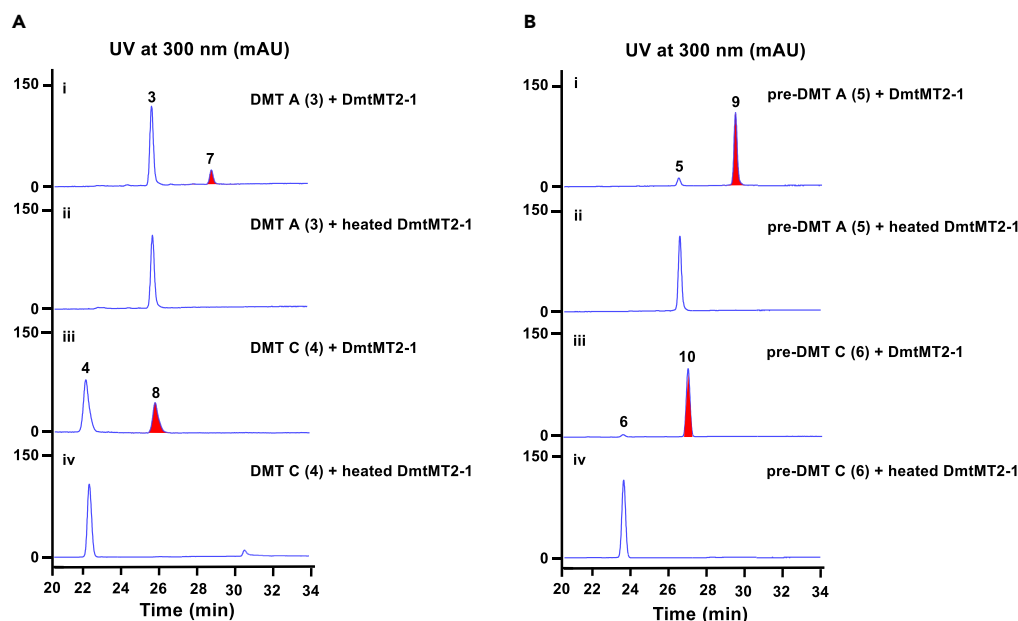 A
UV at 300 nm (mAU)
150
i
3
DMT A (3) + DmtMT2-1
7
0
150
ii
DMT A (3) + heated DmtMT2-1
0
150
iii
DMT C (4) + DmtMT2-1
4
8
0
150
iv
DMT C (4) + heated DmtMT2-1
0
20 22 24 26 28 30 32 34
Time (min)
B
UV at 300 nm (mAU)
150
i
pre-DMT A (5) + DmtMT2-1
9
5
0
150
ii
pre-DMT A (5) + heated DmtMT2-1
0
150
iii
pre-DMT C (6) + DmtMT2-1
10
6
0
150
iv
pre-DMT C (6) + heated DmtMT2-1
0
20 22 24 26 28 30 32 34
Time (min)